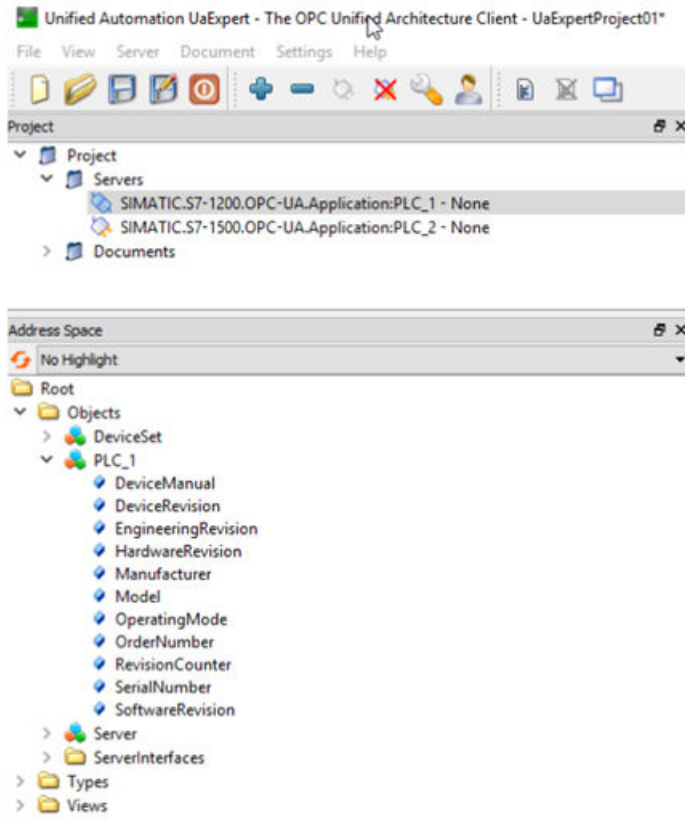 Unified Automation UaExpert - The OPC Unified Architecture Client - UaExpertProject01*
File View Server Document Settings Help
Project
Project
Servers
SIMATIC.S7-1200.OPC-UA.Application:PLC_1 - None
SIMATIC.S7-1500.OPC-UA.Application:PLC_2 - None
Documents
Address Space
No Highlight
Root
Objects
DeviceSet
PLC_1
DeviceManual
DeviceRevision
EngineeringRevision
HardwareRevision
Manufacturer
Model
OperatingMode
OrderNumber
RevisionCounter
SerialNumber
SoftwareRevision
Server
ServerInterfaces
Types
Views